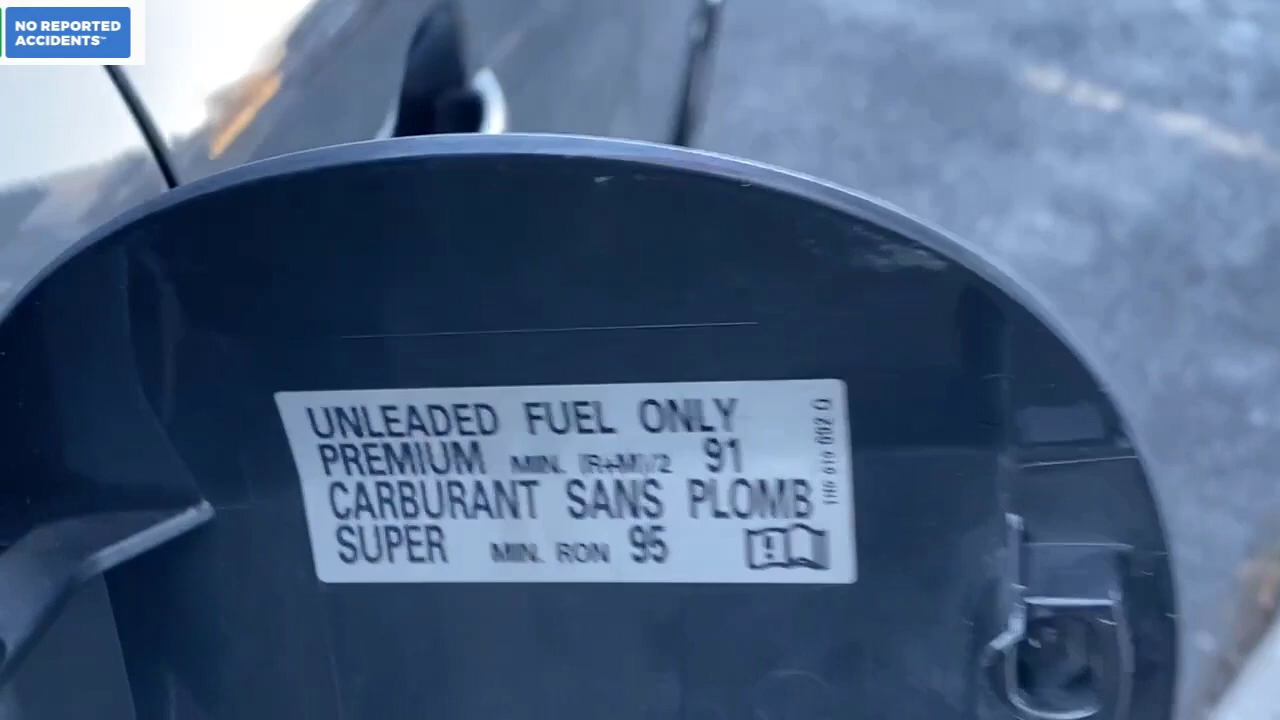 NO REPORTED
ACCIDENTS™
UNLEADED FUEL ONLY
PREMIUM MIN. (R+M)/2 91
CARBURANT SANS PLOMB
SUPER MIN. RON 95